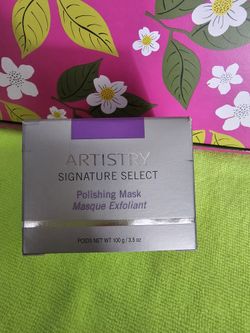 ARTISTRY
SIGNATURE SELECT
Polishing Mask
Masque Exfoliant
POIDS NET WT 100 g / 3.5 oz